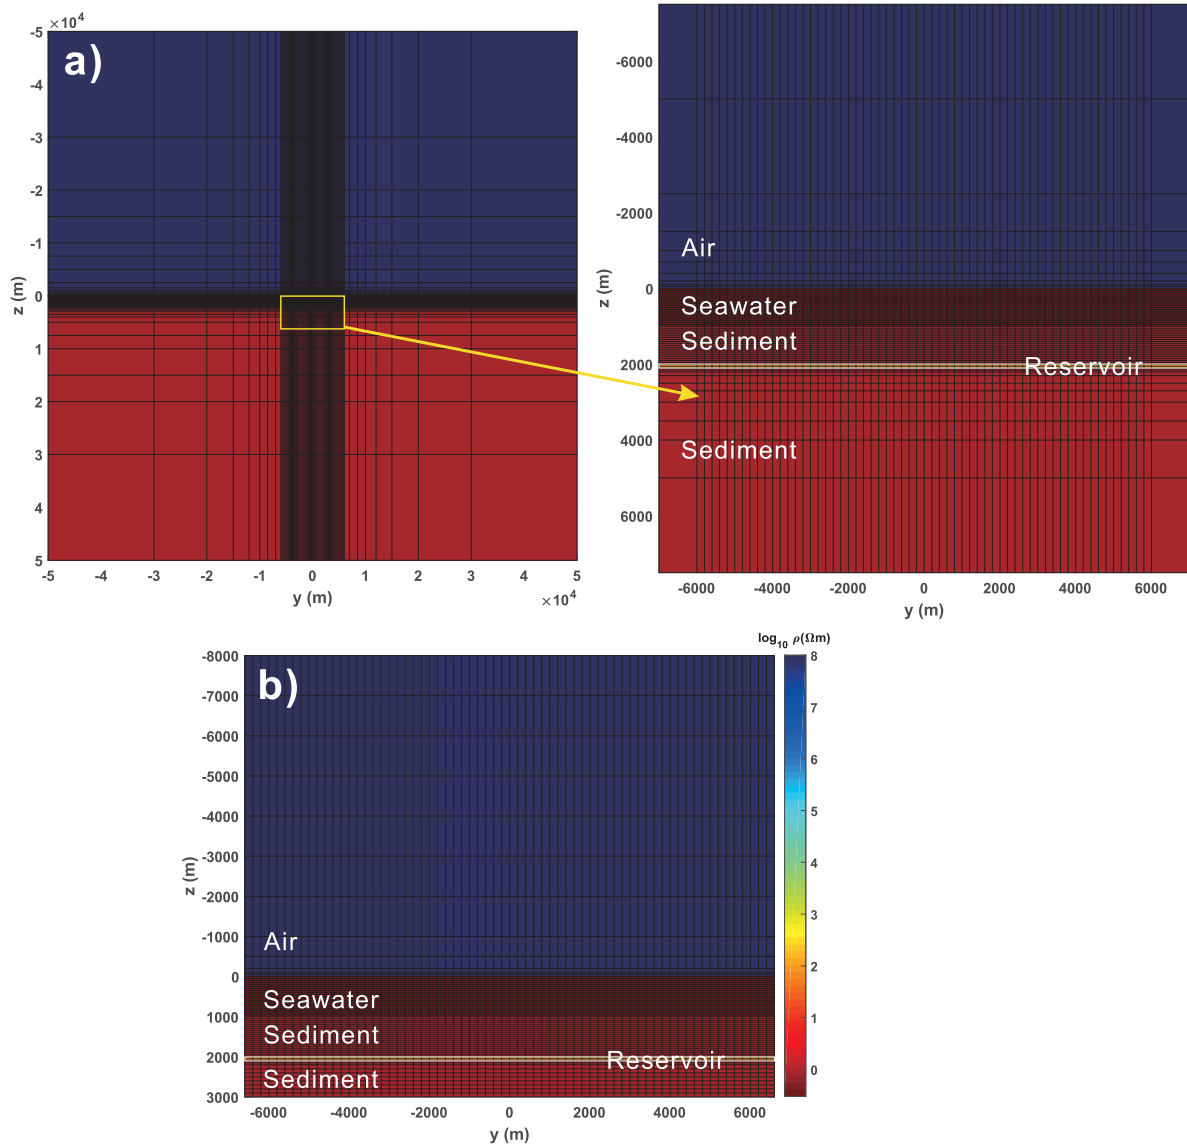 ×10⁴
a)
-5
-4
-3
-2
-1
0
1
2
3
4
5
z (m)
-5 -4 -3 -2 -1 0 1 2 3 4 5
y (m)
×10⁴
-6000
-4000
-2000
0
2000
4000
6000
z (m)
Air
Seawater
Sediment
Reservoir
Sediment
-6000 -4000 -2000 0 2000 4000 6000
y (m)
b)
-8000
-7000
-6000
-5000
-4000
-3000
-2000
-1000
0
1000
2000
3000
z (m)
Air
Seawater
Sediment
Reservoir
Sediment
-6000 -4000 -2000 0 2000 4000 6000
y (m)
log₁₀ ρ(Ωm)
8
7
6
5
4
3
2
1
0